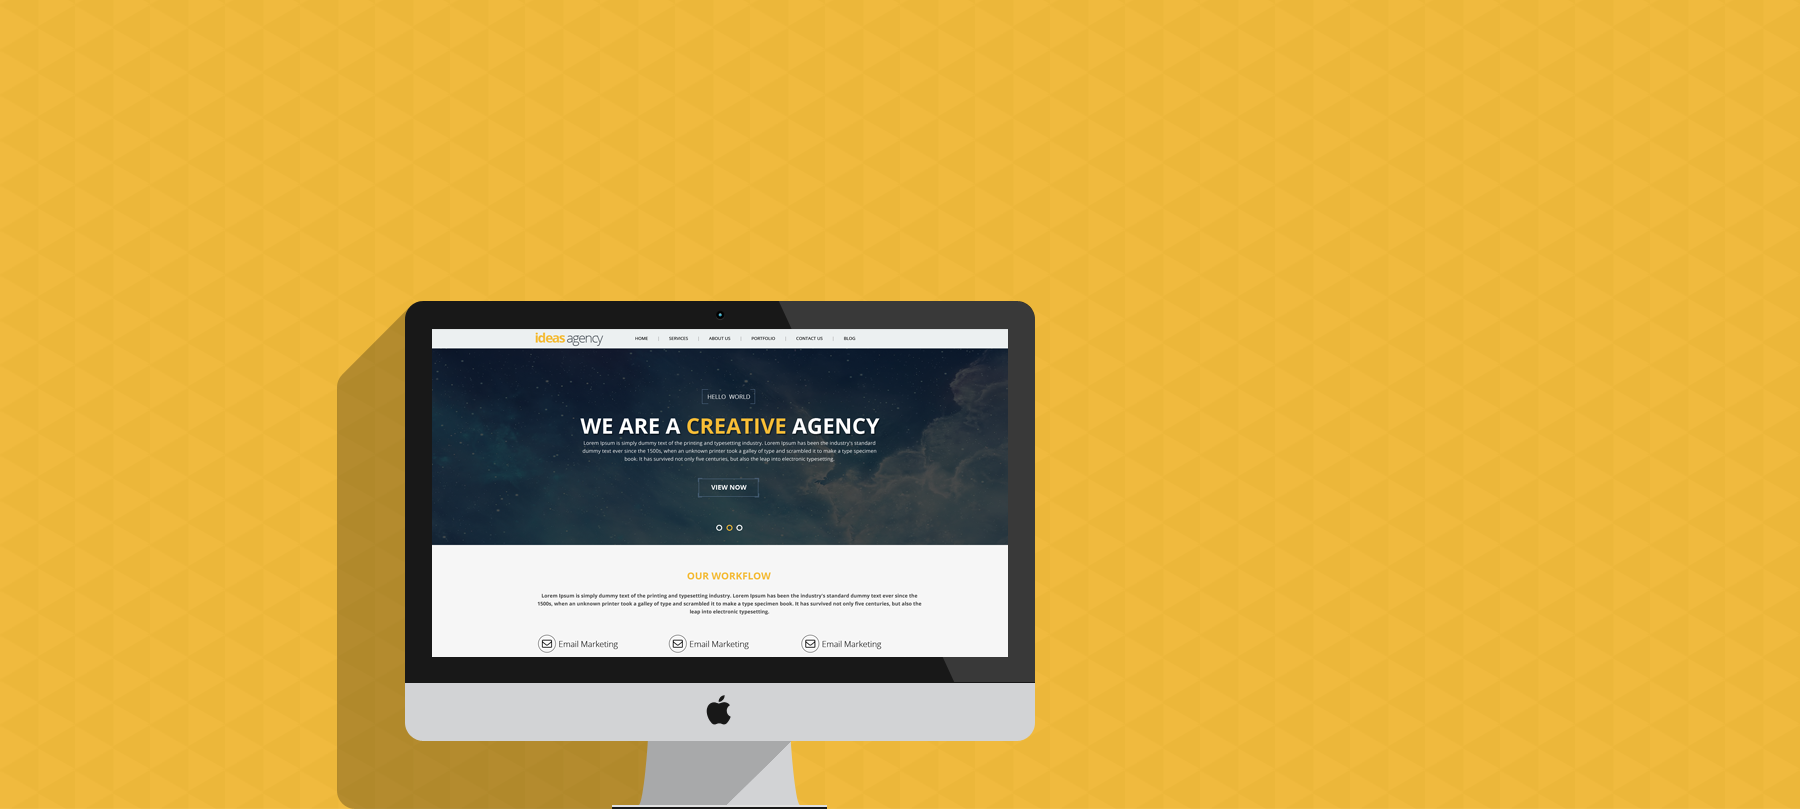 ideas agency
HOME | SERVICES | ABOUT US | PORTFOLIO | CONTACT US | BLOG
HELLO WORLD
WE ARE A CREATIVE AGENCY
Lorem Ipsum is simply dummy text of the printing and typesetting industry. Lorem Ipsum has been the industry's standard
dummy text ever since the 1500s, when an unknown printer took a galley of type and scrambled it to make a type specimen
book. It has survived not only five centuries, but also the leap into electronic typesetting.
VIEW NOW
OUR WORKFLOW
Lorem Ipsum is simply dummy text of the printing and typesetting industry. Lorem Ipsum has been the industry's standard dummy text ever since the
1500s, when an unknown printer took a galley of type and scrambled it to make a type specimen book. It has survived not only five centuries, but also the
leap into electronic typesetting.
Email Marketing Email Marketing Email Marketing